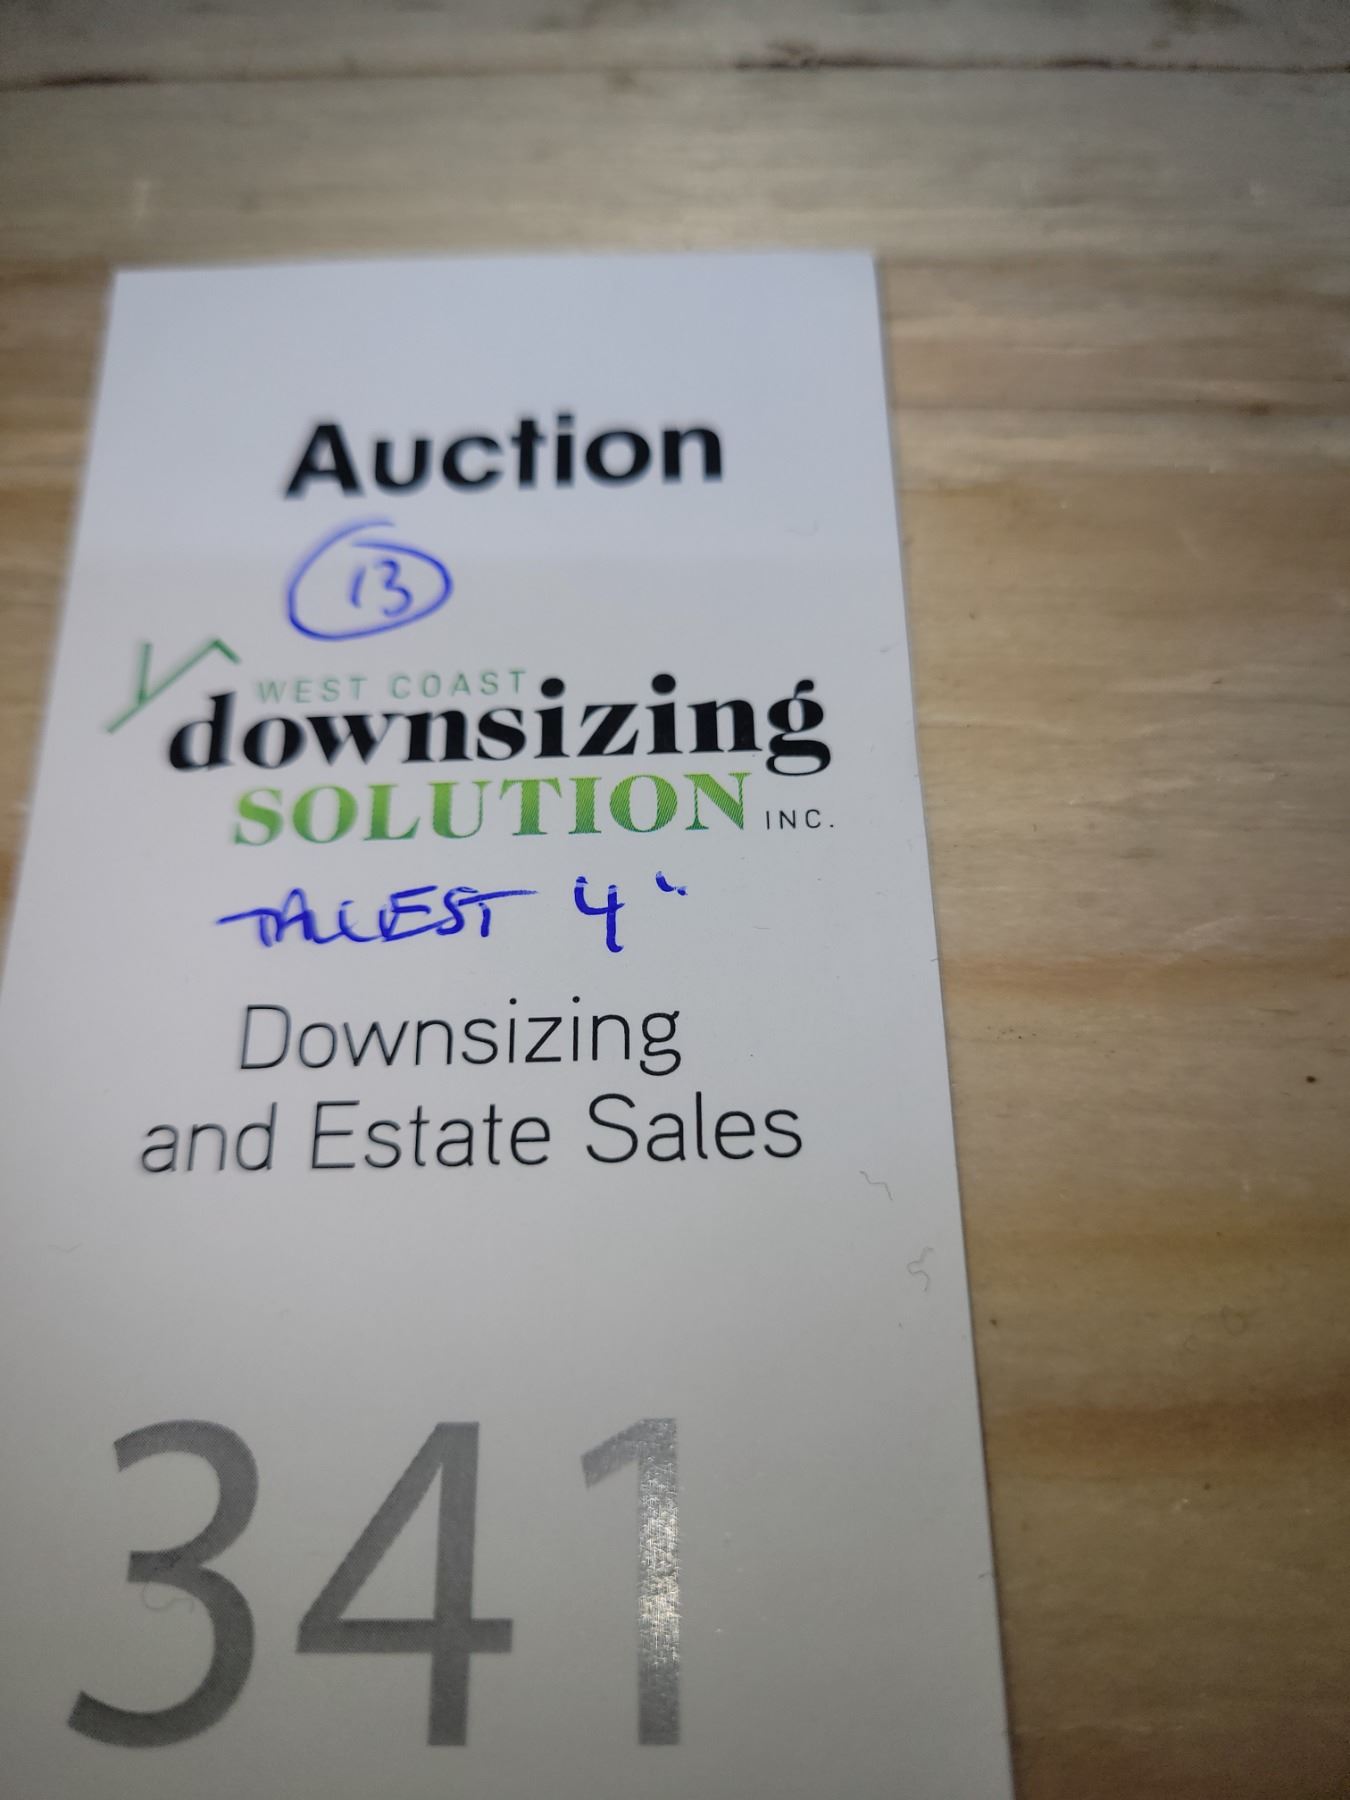 Auction
13
WEST COAST
downsizing
SOLUTION INC.
TALLEST 4"
Downsizing
and Estate Sales
341